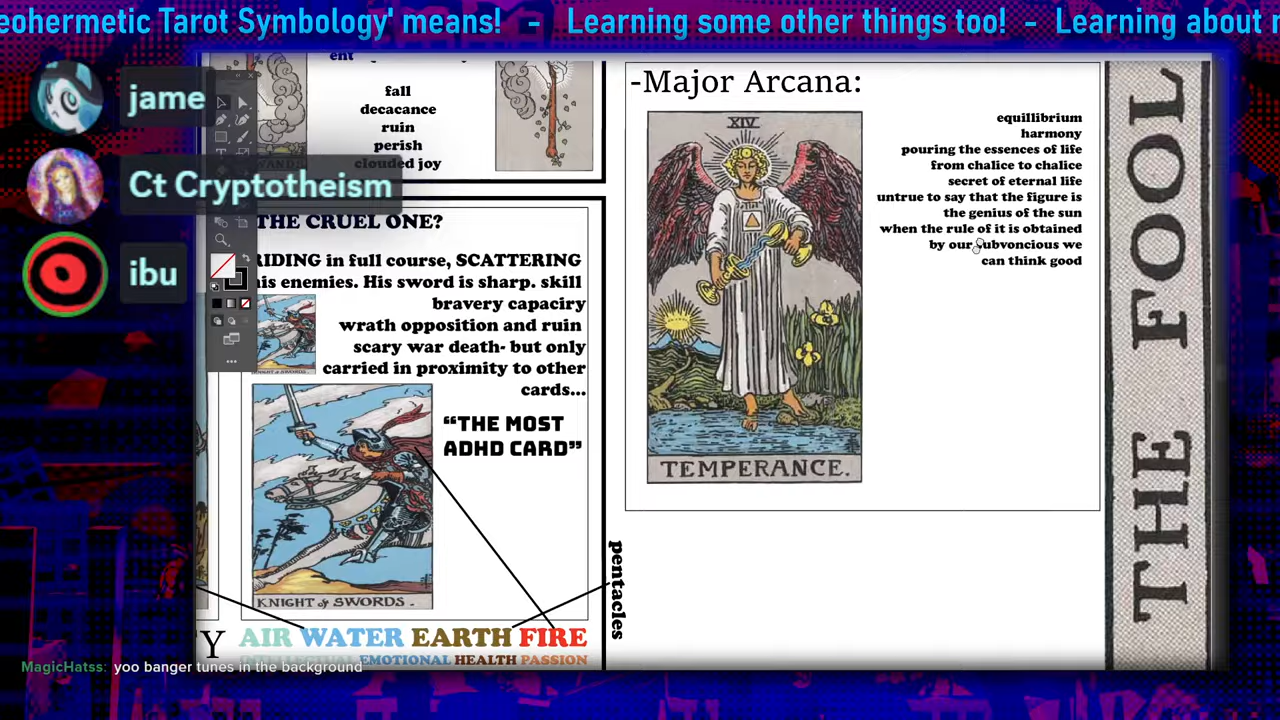 eohermetic Tarot Symbology' means! - Learning some other things too! - Learning about
jame
Ct Cryptotheism
ibu
ent
fall
decacance
ruin
perish
clouded joy
THE CRUEL ONE?
RIDING in full course, SCATTERING
his enemies. His sword is sharp. skill
bravery capaciry
wrath opposition and ruin
scary war death- but only
carried in proximity to other
cards...
“THE MOST
ADHD CARD”
KNIGHT of SWORDS.
AIR WATER EARTH FIRE
EMOTIONAL HEALTH PASSION
pentacles
-Major Arcana:
XIV
TEMPERANCE.
equillibrium
harmony
pouring the essences of life
from chalice to chalice
secret of eternal life
untrue to say that the figure is
the genius of the sun
when the rule of it is obtained
by our subvoncious we
can think good
THE FOOL
MagicHatss: yoo banger tunes in the background